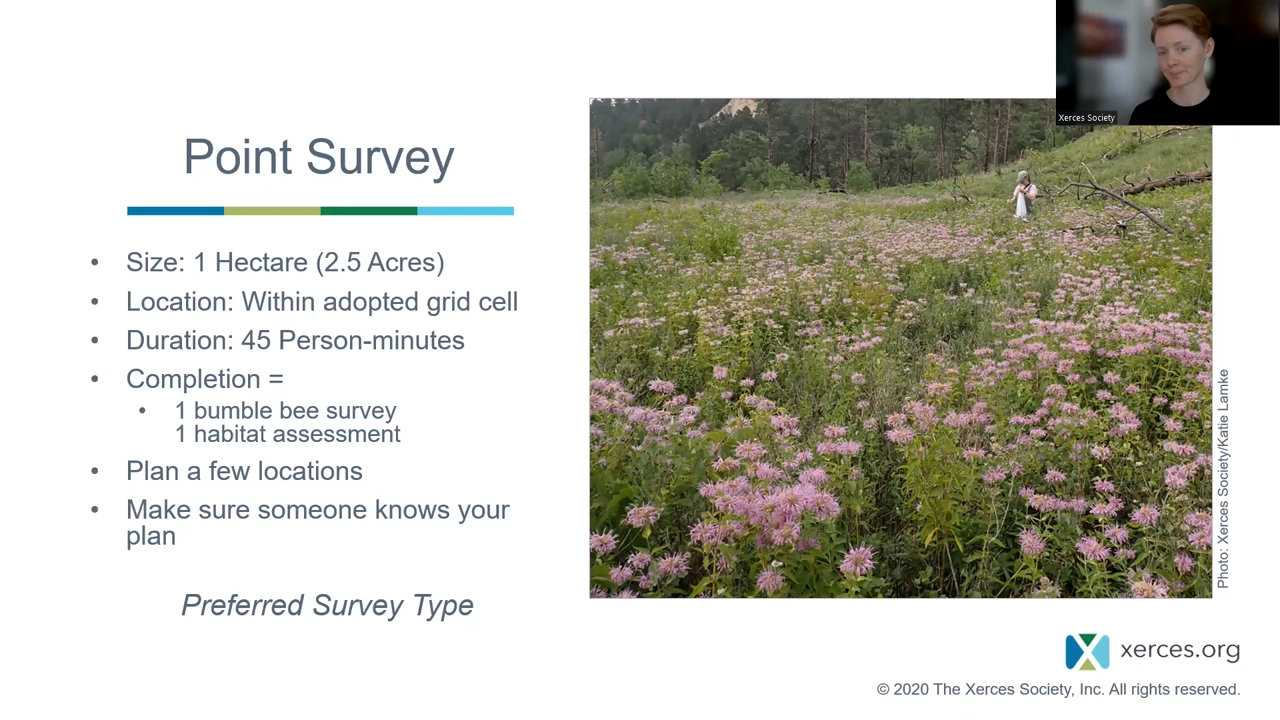 Xerces Society
Point Survey
• Size: 1 Hectare (2.5 Acres)
• Location: Within adopted grid cell
• Duration: 45 Person-minutes
• Completion =
• 1 bumble bee survey
1 habitat assessment
• Plan a few locations
• Make sure someone knows your
plan
Preferred Survey Type
Photo: Xerces Society/Katie Lamke
xerces.org
© 2020 The Xerces Society, Inc. All rights reserved.